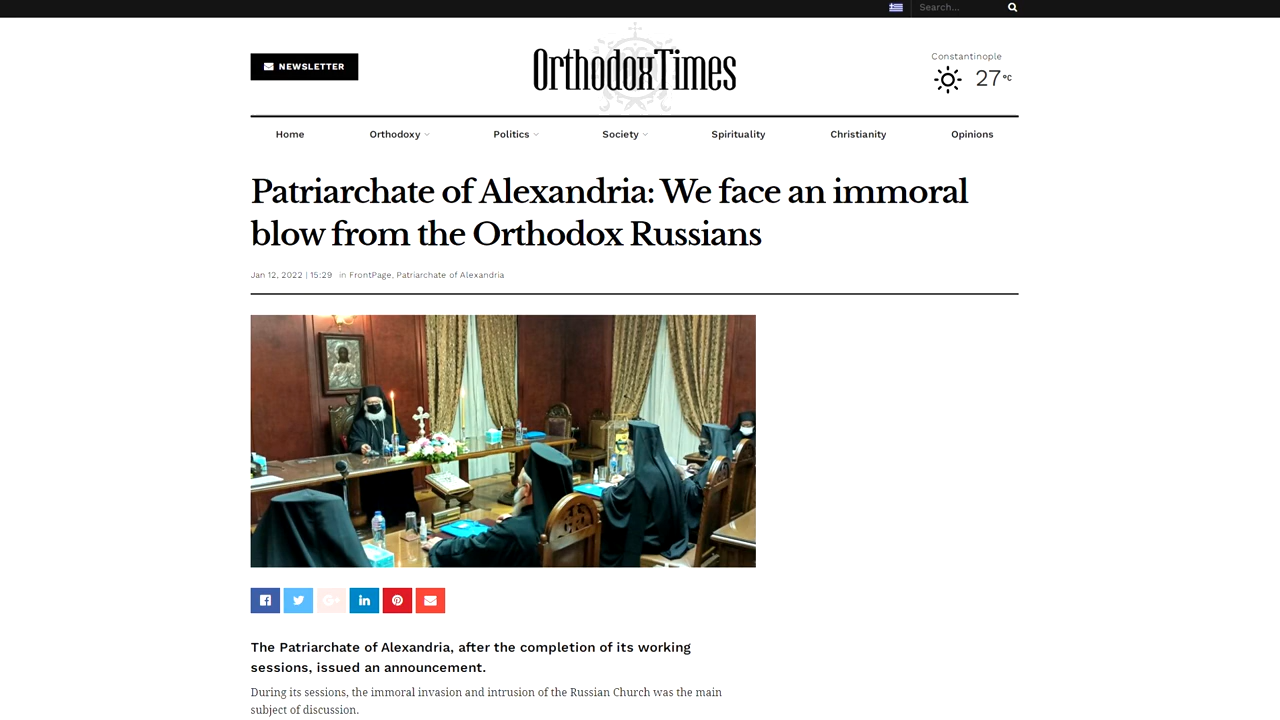 Search...
NEWSLETTER
OrthodoxTimes
Constantinople
27°C
Home Orthodoxy Politics Society Spirituality Christianity Opinions
Patriarchate of Alexandria: We face an immoral
blow from the Orthodox Russians
Jan 12, 2022 | 15:29 in FrontPage, Patriarchate of Alexandria
The Patriarchate of Alexandria, after the completion of its working
sessions, issued an announcement.
During its sessions, the immoral invasion and intrusion of the Russian Church was the main
subject of discussion.